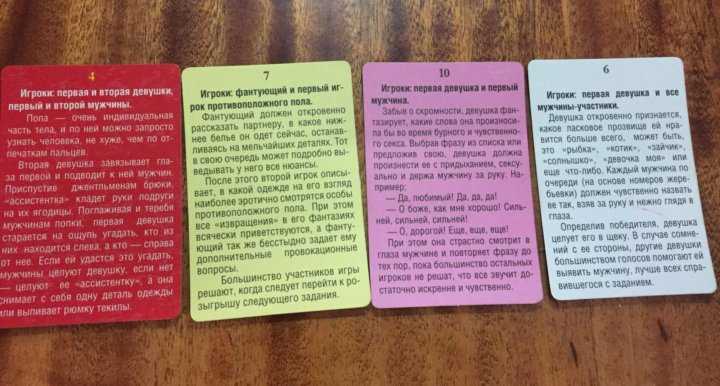 4
Игроки: первая и вторая девушки,
первый и второй мужчины.
Попа — очень индивидуальная
часть тела, и по ней можно запросто
узнать человека, не хуже, чем по от-
печаткам пальцев.
Вторая девушка завязывает гла-
за первой и подводит к ней мужчин.
Приспустив джентльменам брюки,
«ассистентка» кладет руки подруги
на их ягодицы. Поглаживая и теребя
мужчинам попки, первая девушка
старается на ощупь угадать, кто из
них находится слева, а кто — справа
от нее. Если ей удастся это угадать,
мужчины целуют девушку, если нет
— целуют ее «ассистентку», а она
снимает с себя одну деталь одежды
или выпивает рюмку текилы.
7
Игроки: фантующий и первый иг-
рок противоположного пола.
Фантующий должен откровенно
рассказать партнеру, в какое ниж-
нее белье он одет сейчас, останав-
ливаясь на мельчайших деталях. Тот
в свою очередь может подробно вы-
ведывать у него все нюансы.
После этого второй игрок описы-
вает, в какой одежде на его взгляд
наиболее эротично смотрятся особы
противоположного пола. При этом
все «извращения» в его фантазиях
всячески приветствуются, а фанту-
ющий так же бесстыдно задает ему
дополнительные провокационные
вопросы.
Большинство участников игры
решают, когда следует перейти к ро-
зыгрышу следующего задания.
10
Игроки: первая девушка и первый
мужчина.
Забыв о скромности, девушка фан-
тазирует, какие слова она произноси-
ла бы во время бурного и чувственно-
го секса. Выбрав фразу из списка или
предложив свою, девушка должна
произнести ее с придыханием, сексу-
ально и держа мужчину за руку. На-
пример:
— Да, любимый! Да, да, да!
— О боже, как мне хорошо! Силь-
ней, сильней, сильней!
— О, дорогой! Еще, еще, еще!
При этом она страстно смотрит в
глаза мужчине и повторяет фразу до
тех пор, пока большинство остальных
игроков не решат, что все звучит до-
статочно искренне и чувственно.
6
Игроки: первая девушка и все
мужчины-участники.
Девушка откровенно признается,
какое ласковое прозвище ей нра-
вится больше всего, может быть,
это «рыбка», «котик», «зайчик»,
«солнышко», «девочка моя» или
еще что-либо. Каждый мужчина по
очереди (на основе номеров жере-
бьевки) должен чувственно назвать
ее так, взяв за руку и нежно глядя в
глаза.
Определив победителя, девушка
целует его в щеку. В случае сомне-
ний с ее стороны, другие девушки
большинством голосов помогают ей
выявить мужчину, лучше всех спра-
вившегося с заданием.